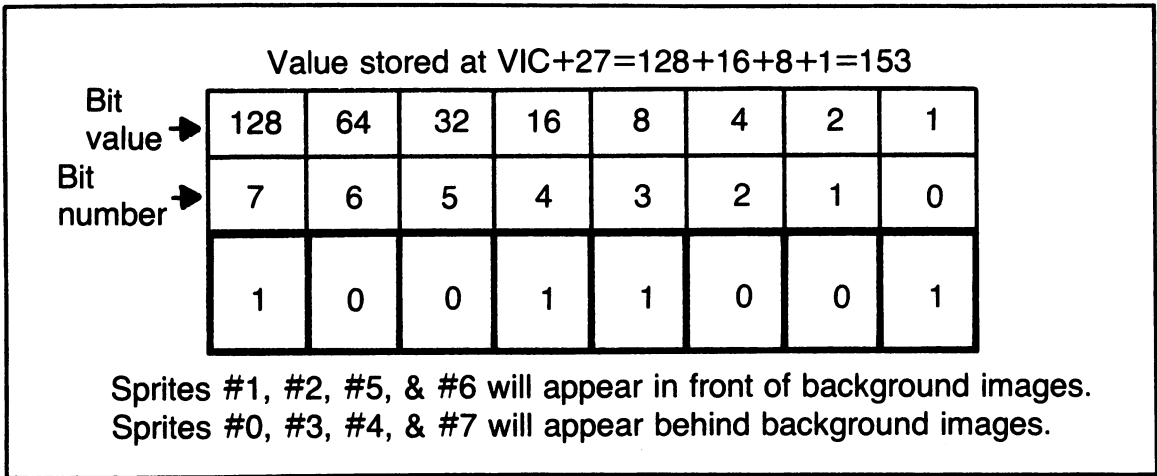 Value stored at VIC+27=128+16+8+1=153
Bit value 128 64 32 16 8 4 2 1
Bit number 7 6 5 4 3 2 1 0
1 0 0 1 1 0 0 1
Sprites #1, #2, #5, & #6 will appear in front of background images.
Sprites #0, #3, #4, & #7 will appear behind background images.